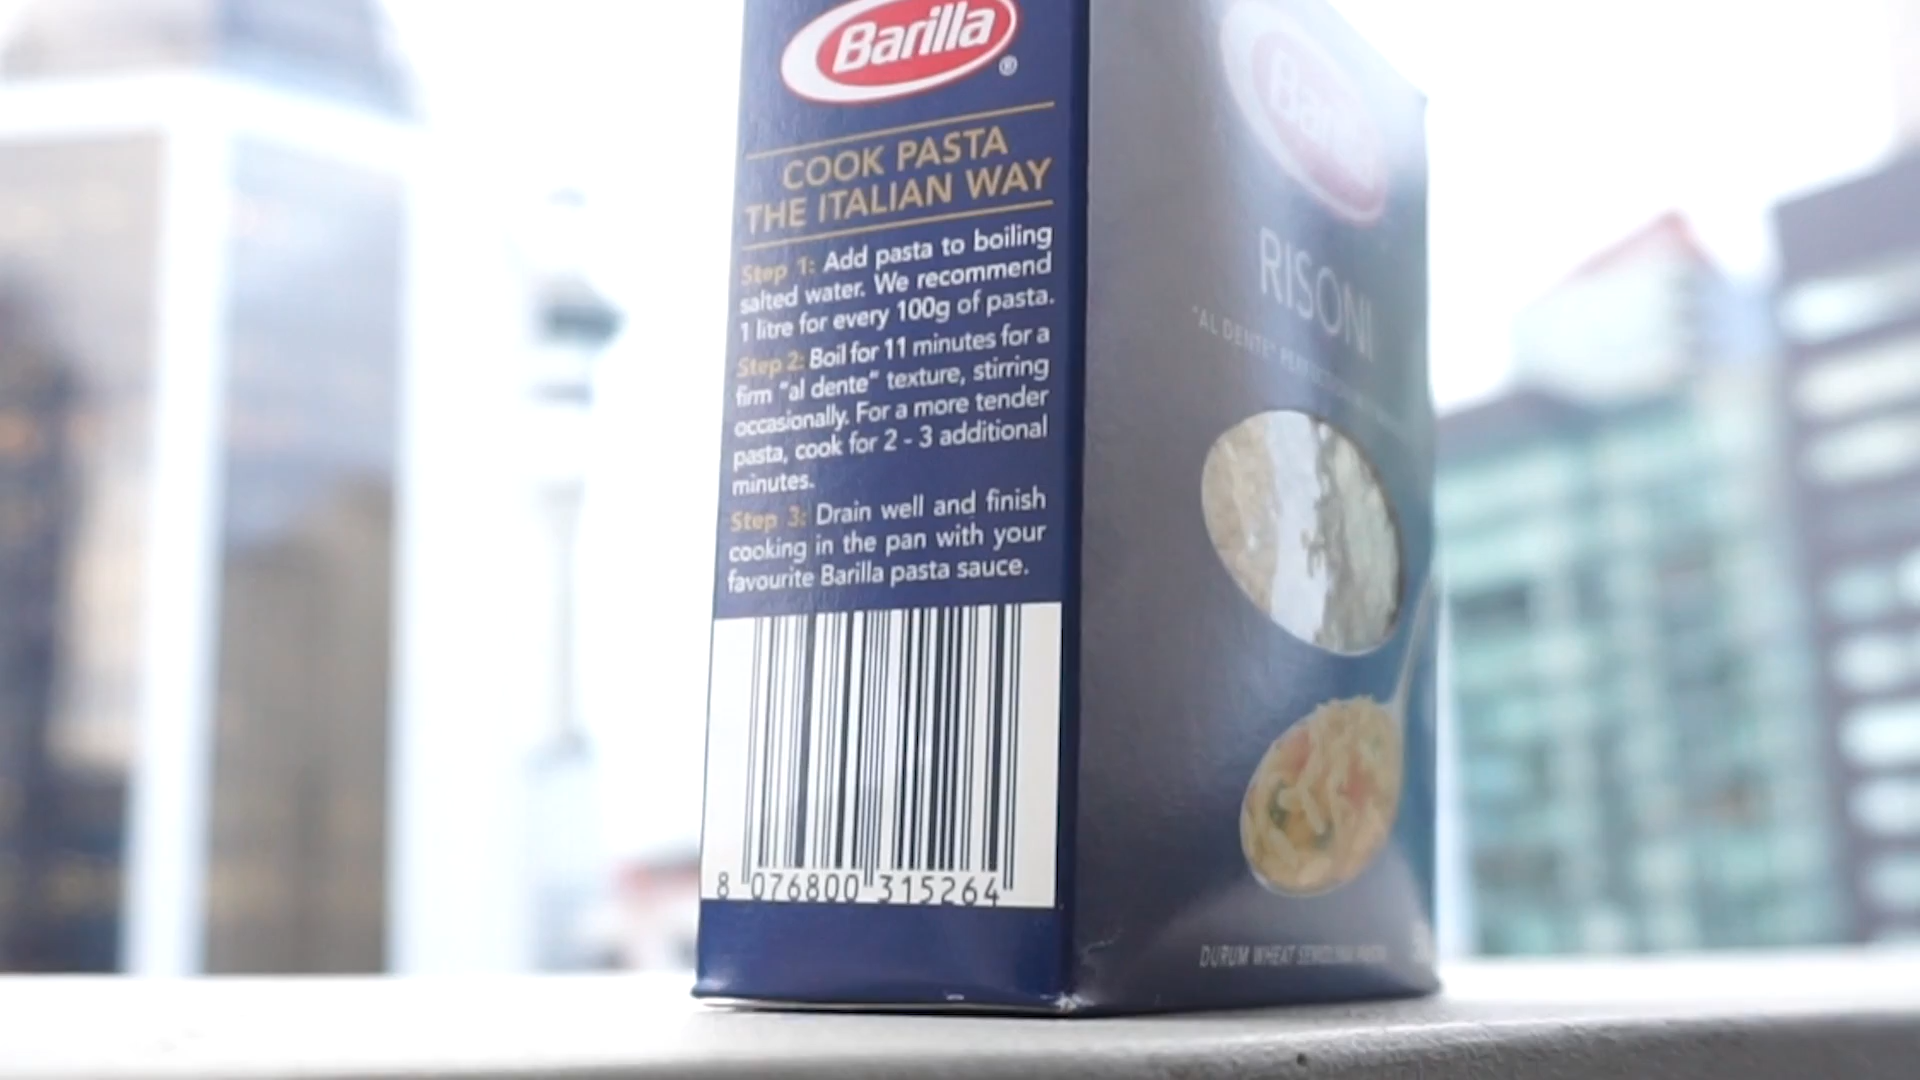 Barilla
®
COOK PASTA
THE ITALIAN WAY
Step 1: Add pasta to boiling
salted water. We recommend
1 litre for every 100g of pasta.
Step 2: Boil for 11 minutes for a
firm "al dente" texture, stirring
occasionally. For a more tender
pasta, cook for 2 - 3 additional
minutes.
Step 3: Drain well and finish
cooking in the pan with your
favourite Barilla pasta sauce.
8 076800 315264
Barilla
RISONI
"AL DENTE"
DURUM WHEAT SEMOLINA PASTA